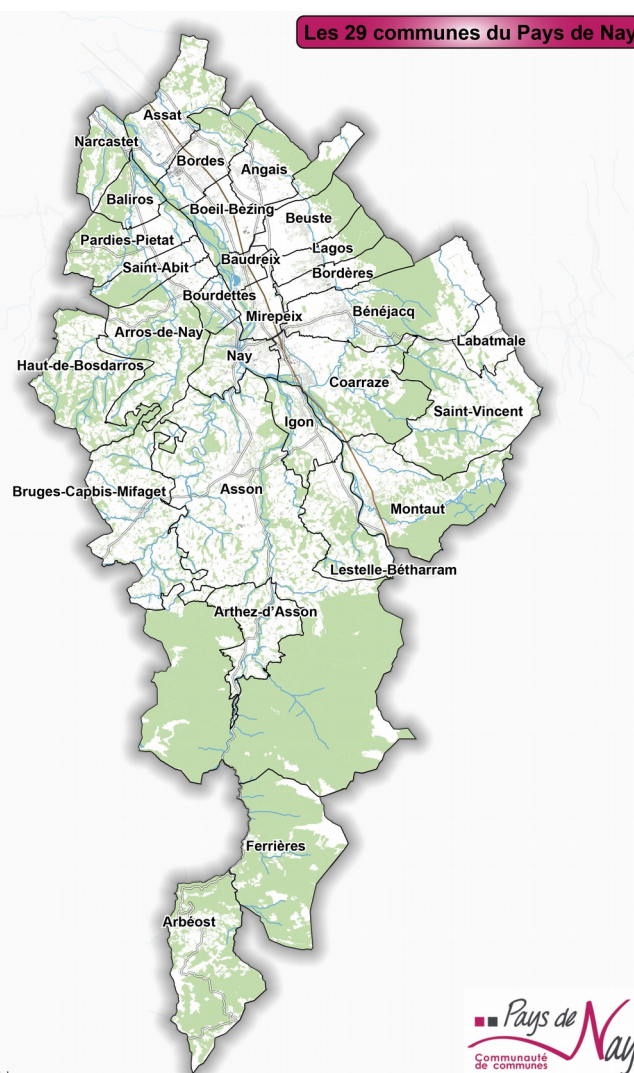 Les 29 communes du Pays de Nay
Assat
Narcastet
Bordes
Angais
Baliros
Boeil-Bezing
Beuste
Pardies-Pietat
Lagos
Saint-Abit
Baudreix
Bordères
Bourdettes
Mirepeix
Bénéjacq
Arros-de-Nay
Labatmale
Nay
Haut-de-Bosdarros
Coarraze
Saint-Vincent
Igon
Bruges-Capbis-Mifaget
Asson
Montaut
Lestelle-Bétharram
Arthez-d'Asson
Ferrières
Arbéost
Pays de Nay
Communauté
de communes